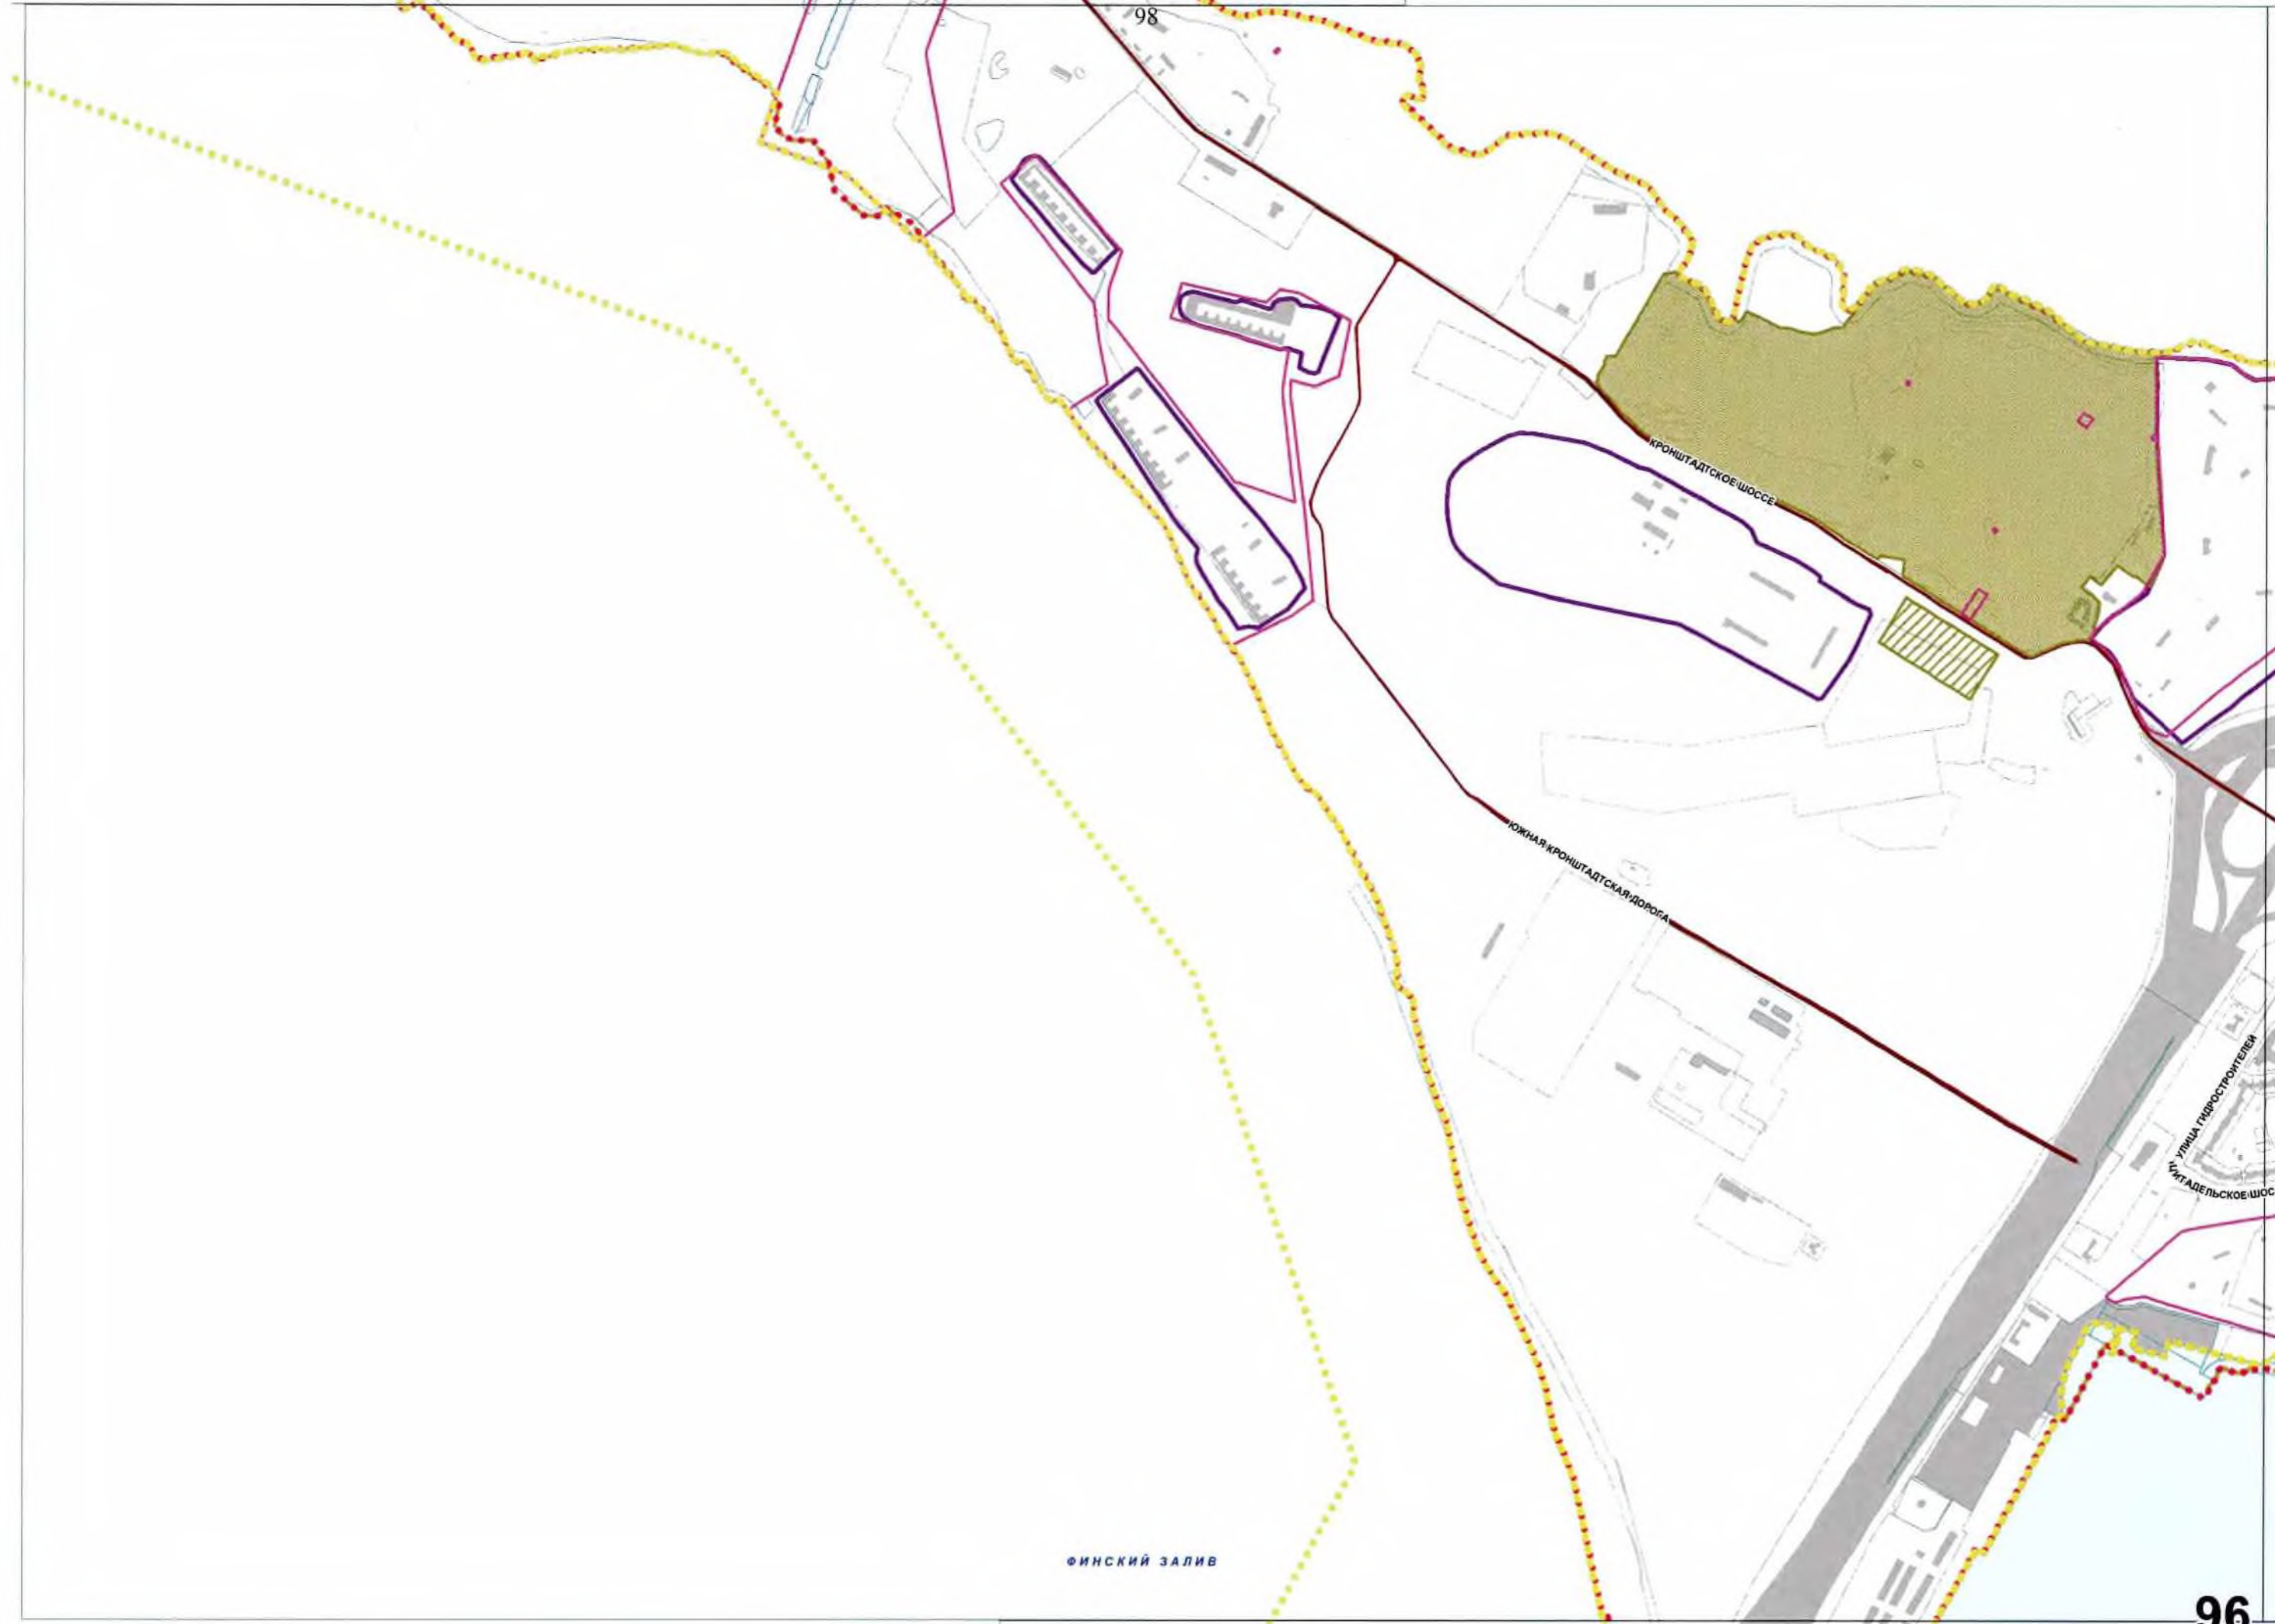 98
КРОНШТАДТСКОЕ ШОССЕ
ЮЖНАЯ КРОНШТАДТСКАЯ ДОРОГА
УЛИЦА ГИДРОСТРОИТЕЛЕЙ
ЦИТАДЕЛЬСКОЕ ШОС
ФИНСКИЙ ЗАЛИВ
96